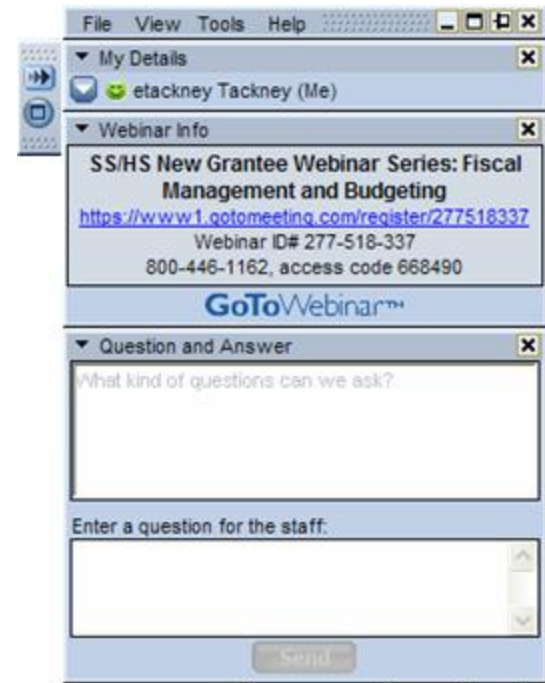 File View Tools Help
My Details
etackney Tackney (Me)
Webinar Info
SS/HS New Grantee Webinar Series: Fiscal
Management and Budgeting
https://www1.gotomeeting.com/register/277518337
Webinar ID# 277-518-337
800-446-1162, access code 668490
GoToWebinar™
Question and Answer
What kind of questions can we ask?
Enter a question for the staff:
Send